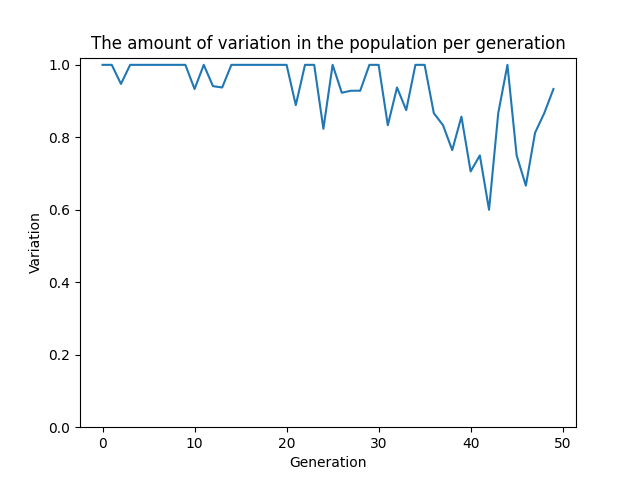 The amount of variation in the population per generation
1.0
0.8
0.6
0.4
0.2
0.0
Variation
0 10 20 30 40 50
Generation